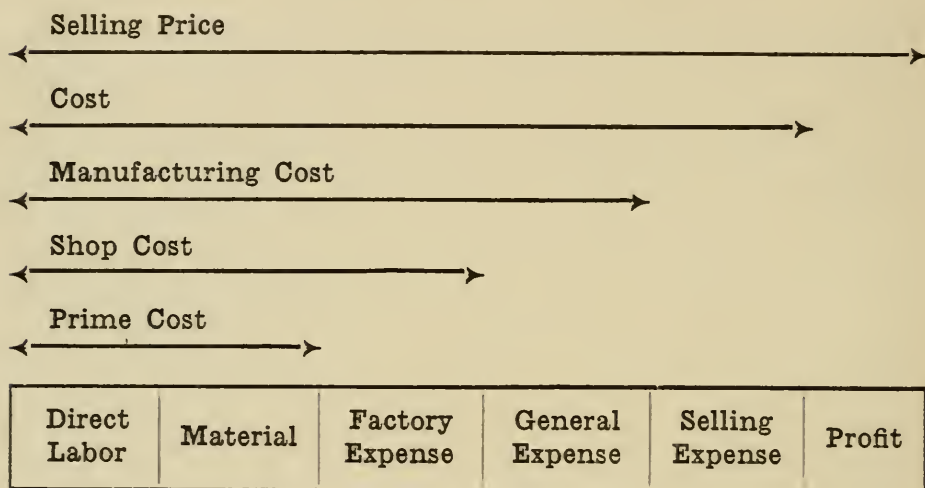 Selling Price
Cost
Manufacturing Cost
Shop Cost
Prime Cost
Direct Labor
Material
Factory Expense
General Expense
Selling Expense
Profit